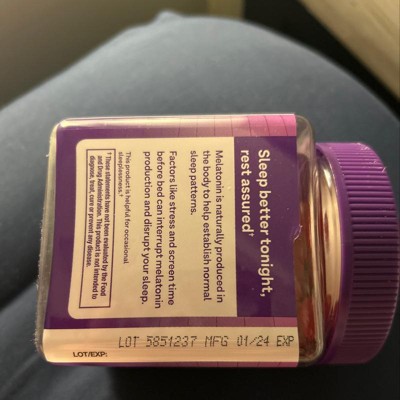 Sleep better tonight,
rest assured†
Melatonin is naturally produced in
the body to help establish normal
sleep patterns.
Factors like stress and screen time
before bed can interrupt melatonin
production and disrupt your sleep.
This product is helpful for occasional
sleeplessness.†
† These statements have not been evaluated by the Food
and Drug Administration. This product is not intended to
diagnose, treat, cure or prevent any disease.
LOT 5851237 MFG 01/24 EXP
LOT/EXP: